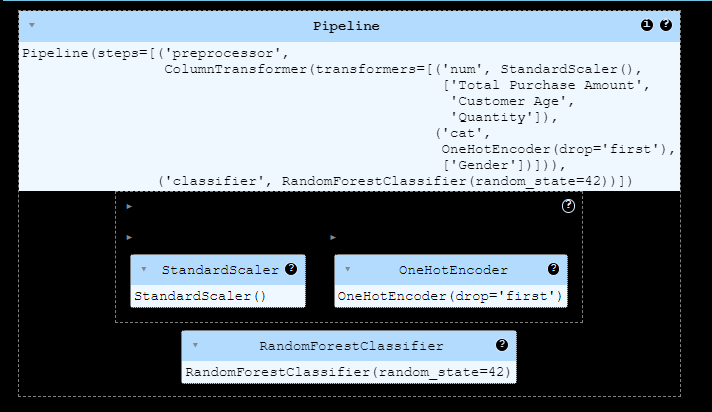 Pipeline
i ?
Pipeline(steps=[('preprocessor',
ColumnTransformer(transformers=[('num', StandardScaler(),
['Total Purchase Amount',
'Customer Age',
'Quantity']),
('cat',
OneHotEncoder(drop='first'),
['Gender'])])),
('classifier', RandomForestClassifier(random_state=42))])
?
StandardScaler ?
StandardScaler()
OneHotEncoder ?
OneHotEncoder(drop='first')
RandomForestClassifier ?
RandomForestClassifier(random_state=42)